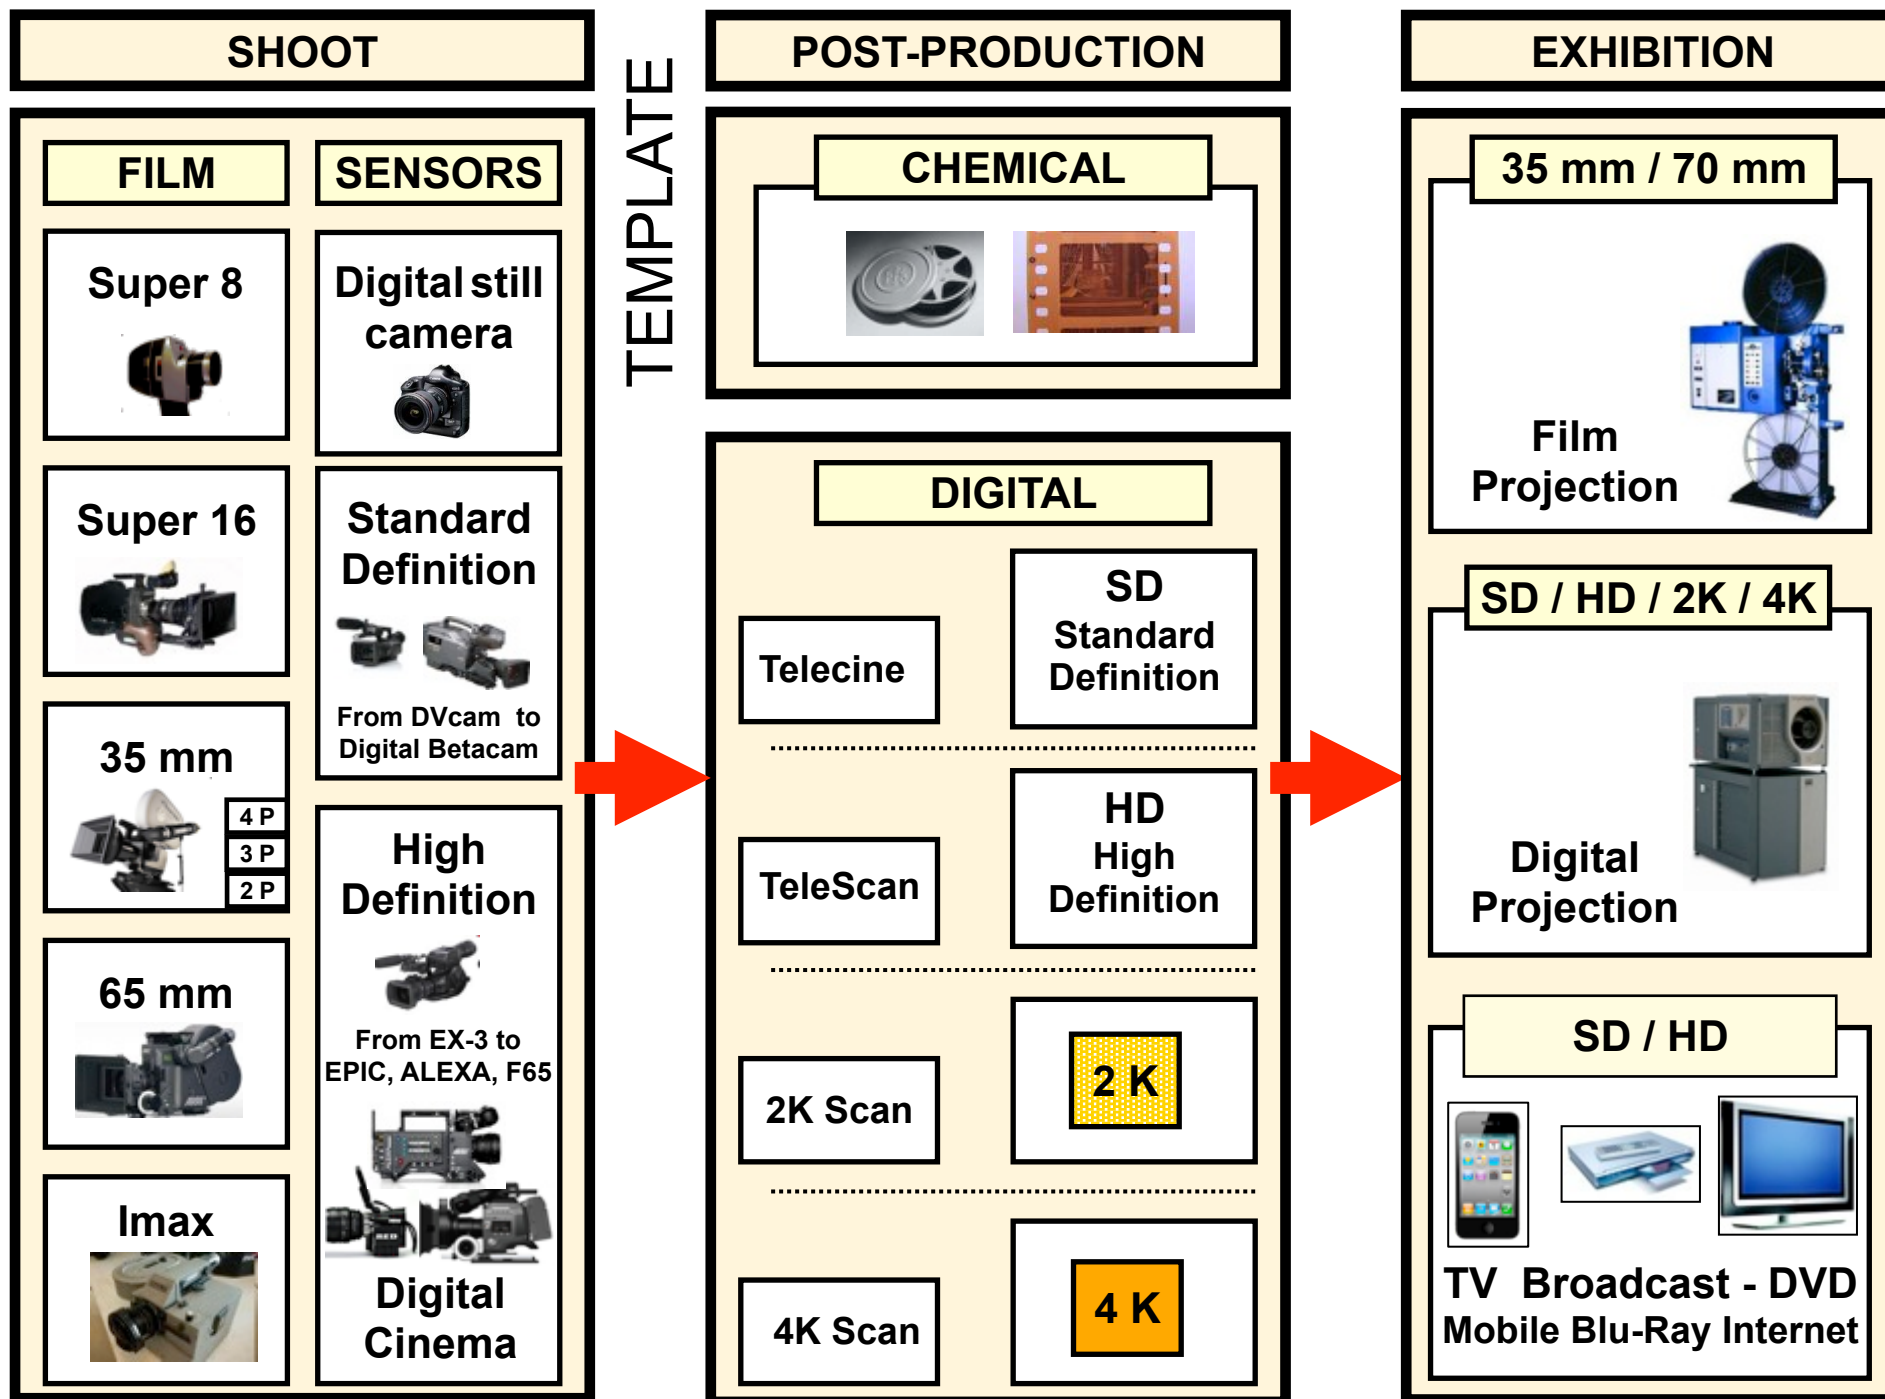 SHOOT
FILM
SENSORS
Super 8
Digital still
camera
Super 16
Standard
Definition
From DVcam to
Digital Betacam
35 mm
4 P
3 P
2 P
High
Definition
From EX-3 to
EPIC, ALEXA, F65
RED
Digital
Cinema
65 mm
Imax
TEMPLATE
POST-PRODUCTION
CHEMICAL
DIGITAL
Telecine
SD
Standard
Definition
TeleScan
HD
High
Definition
2K Scan
2 K
4K Scan
4 K
EXHIBITION
35 mm / 70 mm
Film
Projection
SD / HD / 2K / 4K
Digital
Projection
SD / HD
TV Broadcast - DVD
Mobile Blu-Ray Internet